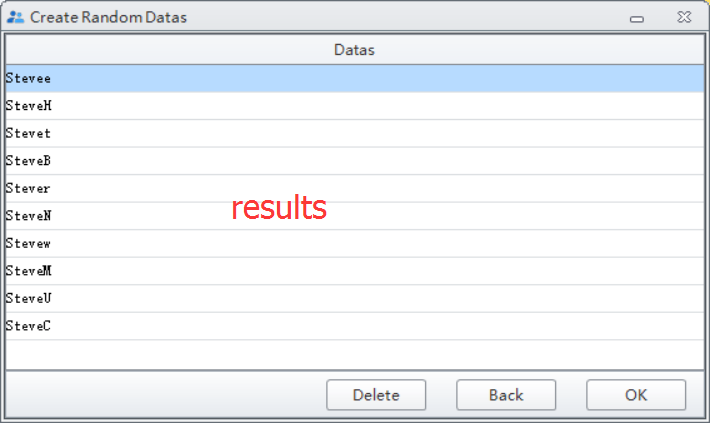 Create Random Datas
Datas
Stevee
SteveH
Stevet
SteveB
Stever
SteveN
results
Stevew
SteveM
SteveU
SteveC
Delete Back OK